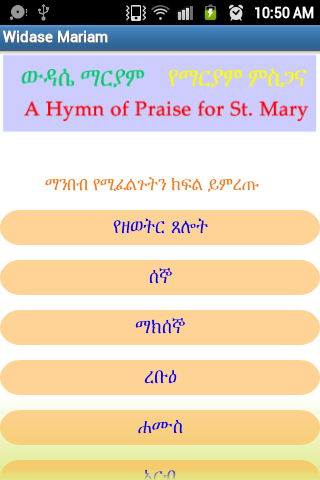 10:50 AM
Widase Mariam
ውዳሴ ማርያም የማርያም ምስጋና
A Hymn of Praise for St. Mary
ማንበብ የሚፈልጉትን ክፍል ይምረጡ
የዘወትር ጸሎት
ሰኞ
ማክሰኞ
ረቡዕ
ሐሙስ
አርብ